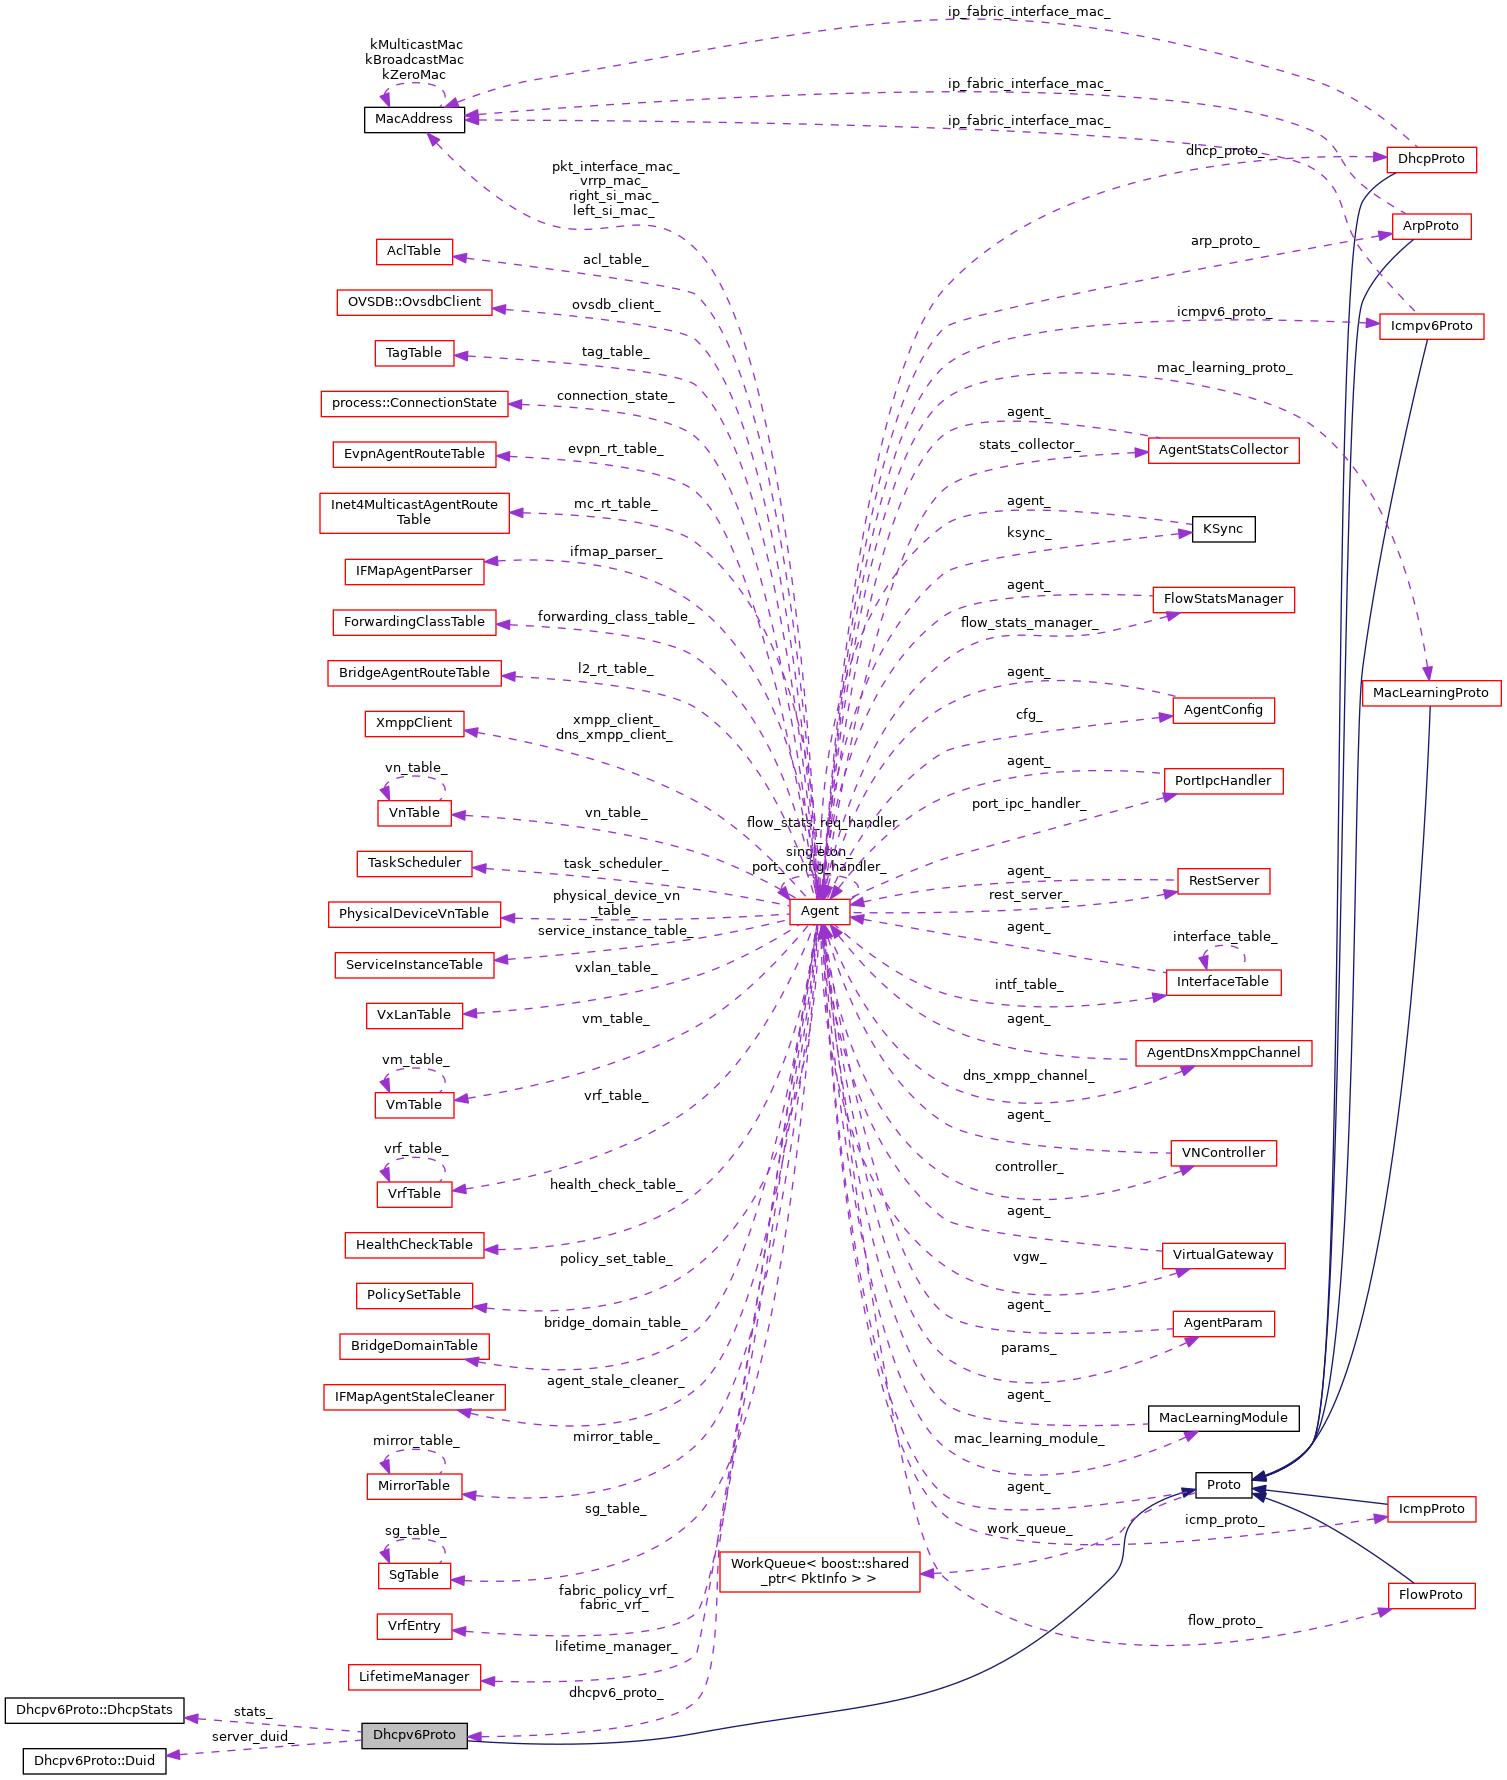 ip_fabric_interface_mac_
kMulticastMac
kBroadcastMac
kZeroMac
MacAddress
ip_fabric_interface_mac_
ip_fabric_interface_mac_
dhcp_proto_
DhcpProto
pkt_interface_mac_
vrrp_mac_
right_si_mac_
left_si_mac_
ArpProto
arp_proto_
AclTable
acl_table_
OVSDB::OvsdbClient
ovsdb_client_
icmpv6_proto_
Icmpv6Proto
TagTable
tag_table_
mac_learning_proto_
process::ConnectionState
connection_state_
agent_
stats_collector_
AgentStatsCollector
EvpnAgentRouteTable
evpn_rt_table_
Inet4MulticastAgentRoute
Table
mc_rt_table_
agent_
KSync
ksync_
IFMapAgentParser
ifmap_parser_
agent_
FlowStatsManager
flow_stats_manager_
ForwardingClassTable
forwarding_class_table_
BridgeAgentRouteTable
l2_rt_table_
agent_
MacLearningProto
AgentConfig
cfg_
XmppClient
xmpp_client_
dns_xmpp_client_
vn_table_
VnTable
vn_table_
agent_
PortIpcHandler
port_ipc_handler_
flow_stats_req_handler
_
singleton_
port_config_handler_
TaskScheduler
task_scheduler_
agent_
RestServer
rest_server_
Agent
PhysicalDeviceVnTable
physical_device_vn
_table_
service_instance_table_
ServiceInstanceTable
agent_
interface_table_
InterfaceTable
intf_table_
vxlan_table_
VxLanTable
vm_table_
agent_
AgentDnsXmppChannel
dns_xmpp_channel_
vm_table_
VmTable
vrf_table_
agent_
VNController
controller_
vrf_table_
VrfTable
health_check_table_
HealthCheckTable
agent_
VirtualGateway
vgw_
policy_set_table_
PolicySetTable
agent_
AgentParam
params_
bridge_domain_table_
BridgeDomainTable
agent_stale_cleaner_
IFMapAgentStaleCleaner
agent_
MacLearningModule
mac_learning_module_
mirror_table_
mirror_table_
MirrorTable
agent_
Proto
IcmpProto
icmp_proto_
work_queue_
sg_table_
sg_table_
SgTable
WorkQueue< boost::shared
_ptr< PktInfo > >
FlowProto
flow_proto_
fabric_policy_vrf_
fabric_vrf_
VrfEntry
lifetime_manager_
LifetimeManager
dhcpv6_proto_
Dhcpv6Proto::DhcpStats
stats_
Dhcpv6Proto
server_duid_
Dhcpv6Proto::Duid